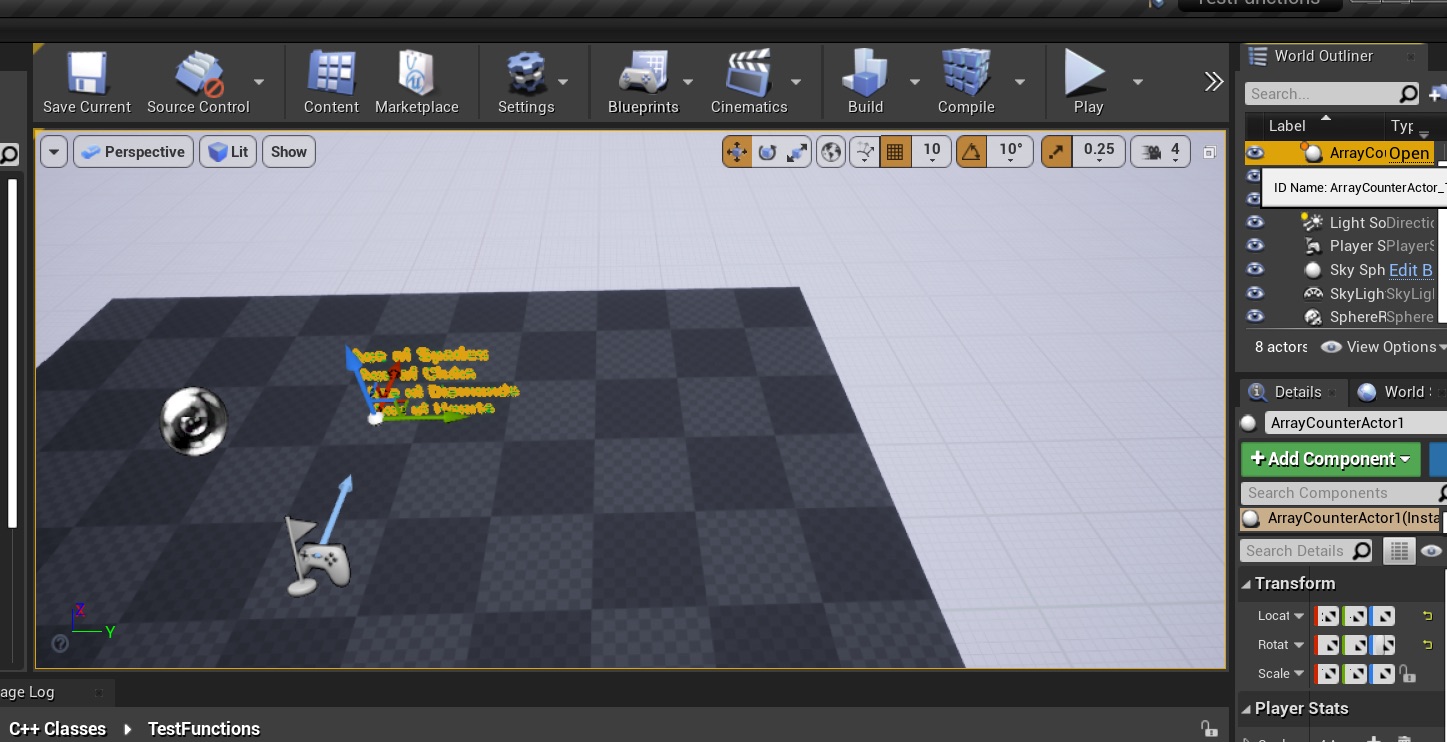 TestFunctions
Save Current Source Control Content Marketplace Settings Blueprints Cinematics Build Compile Play
World Outliner
Search...
Label Typ
Perspective Lit Show 10 10° 0.25 4
ArrayCo Open
ID Name: ArrayCounterActor_
Light So Directi
Player S PlayerS
Sky Sph Edit B
SkyLigh SkyLig
SphereR Sphere
8 actors View Options
Ace of Spades
Ace of Clubs
Ace of Diamonds
Ace of Hearts
Details World
ArrayCounterActor1
+ Add Component
Search Components
ArrayCounterActor1(Insta
Search Details
Transform
Locat
Rotat
Scale
Player Stats
Z
Y
?
age Log
C++ Classes TestFunctions